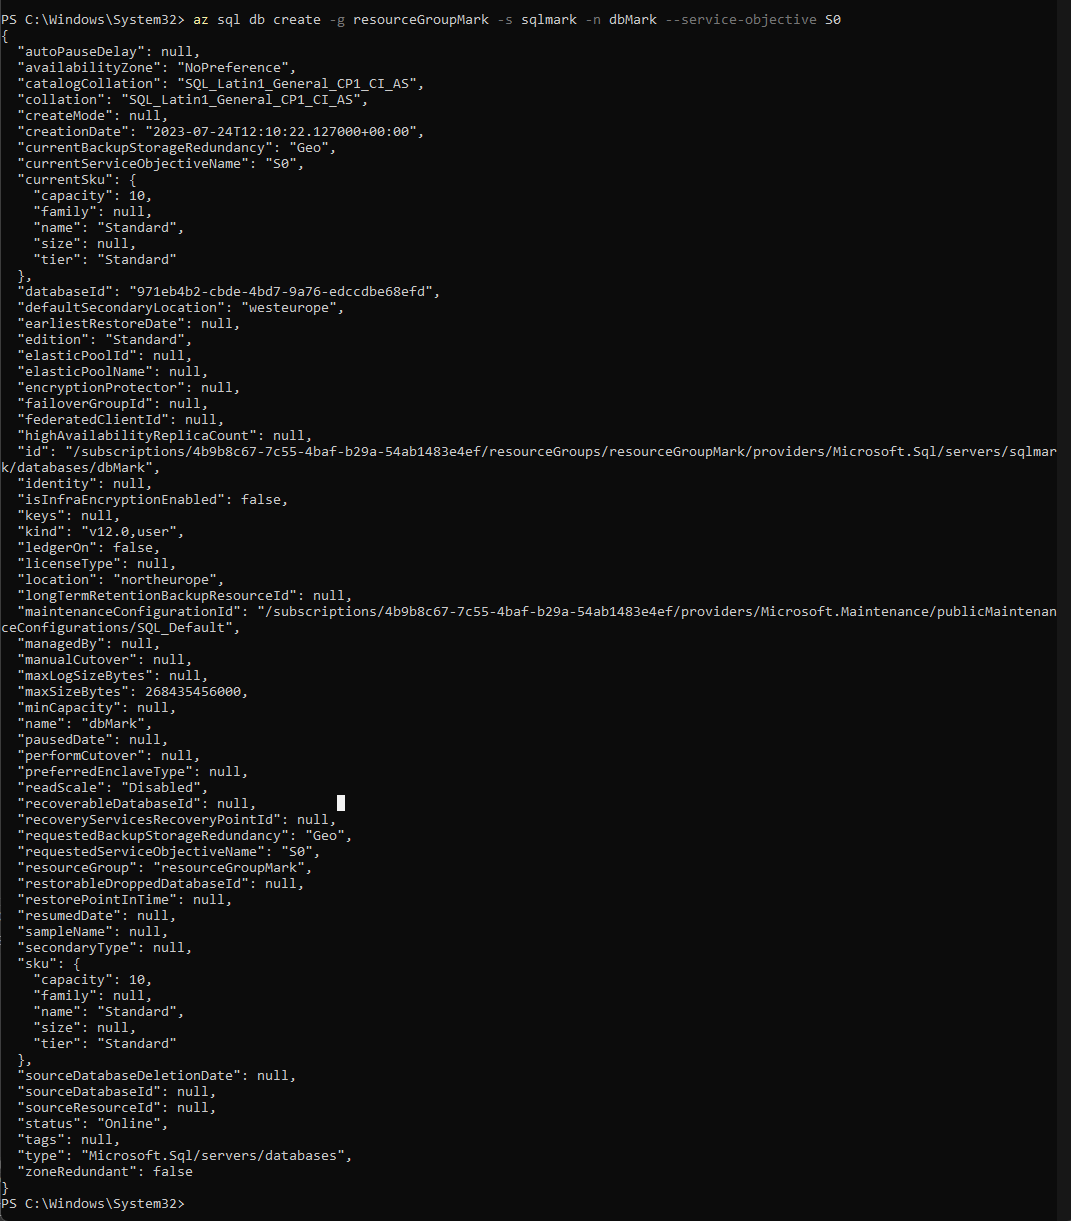 PS C:\Windows\System32> az sql db create -g resourceGroupMark -s sqlmark -n dbMark --service-objective S0
{
  "autoPauseDelay": null,
  "availabilityZone": "NoPreference",
  "catalogCollation": "SQL_Latin1_General_CP1_CI_AS",
  "collation": "SQL_Latin1_General_CP1_CI_AS",
  "createMode": null,
  "creationDate": "2023-07-24T12:10:22.127000+00:00",
  "currentBackupStorageRedundancy": "Geo",
  "currentServiceObjectiveName": "S0",
  "currentSku": {
    "capacity": 10,
    "family": null,
    "name": "Standard",
    "size": null,
    "tier": "Standard"
  },
  "databaseId": "971eb4b2-cbde-4bd7-9a76-edccdbe68efd",
  "defaultSecondaryLocation": "westeurope",
  "earliestRestoreDate": null,
  "edition": "Standard",
  "elasticPoolId": null,
  "elasticPoolName": null,
  "encryptionProtector": null,
  "failoverGroupId": null,
  "federatedClientId": null,
  "highAvailabilityReplicaCount": null,
  "id": "/subscriptions/4b9b8c67-7c55-4baf-b29a-54ab1483e4ef/resourceGroups/resourceGroupMark/providers/Microsoft.Sql/servers/sqlmar
k/databases/dbMark",
  "identity": null,
  "isInfraEncryptionEnabled": false,
  "keys": null,
  "kind": "v12.0,user",
  "ledgerOn": false,
  "licenseType": null,
  "location": "northeurope",
  "longTermRetentionBackupResourceId": null,
  "maintenanceConfigurationId": "/subscriptions/4b9b8c67-7c55-4baf-b29a-54ab1483e4ef/providers/Microsoft.Maintenance/publicMaintenan
ceConfigurations/SQL_Default",
  "managedBy": null,
  "manualCutover": null,
  "maxLogSizeBytes": null,
  "maxSizeBytes": 268435456000,
  "minCapacity": null,
  "name": "dbMark",
  "pausedDate": null,
  "performCutover": null,
  "preferredEnclaveType": null,
  "readScale": "Disabled",
  "recoverableDatabaseId": null,
  "recoveryServicesRecoveryPointId": null,
  "requestedBackupStorageRedundancy": "Geo",
  "requestedServiceObjectiveName": "S0",
  "resourceGroup": "resourceGroupMark",
  "restorableDroppedDatabaseId": null,
  "restorePointInTime": null,
  "resumedDate": null,
  "sampleName": null,
  "secondaryType": null,
  "sku": {
    "capacity": 10,
    "family": null,
    "name": "Standard",
    "size": null,
    "tier": "Standard"
  },
  "sourceDatabaseDeletionDate": null,
  "sourceDatabaseId": null,
  "sourceResourceId": null,
  "status": "Online",
  "tags": null,
  "type": "Microsoft.Sql/servers/databases",
  "zoneRedundant": false
}
PS C:\Windows\System32>